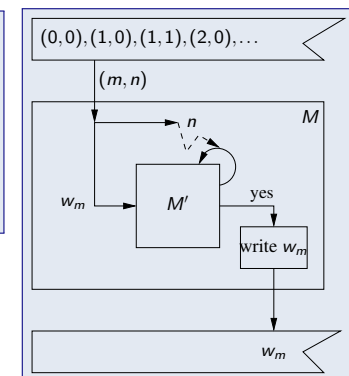 (0,0),(1,0),(1,1),(2,0),...
(m,n)
M
n
w_m
M′
yes
write w_m
w_m